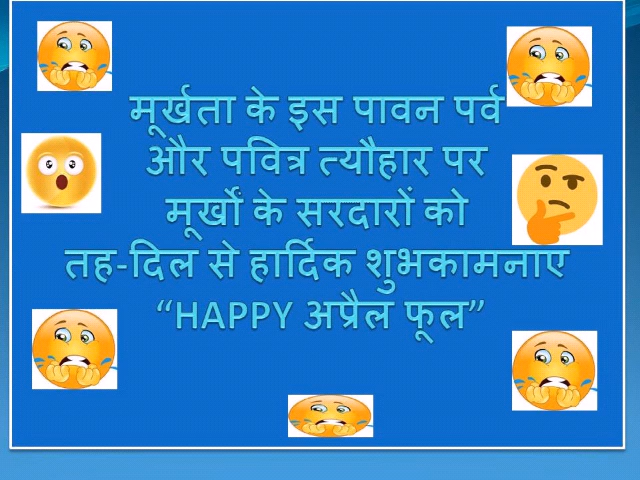 मूर्खता के इस पावन पर्व
और पवित्र त्यौहार पर
मूर्खों के सरदारों को
तह-दिल से हार्दिक शुभकामनाए
“HAPPY अप्रैल फूल”